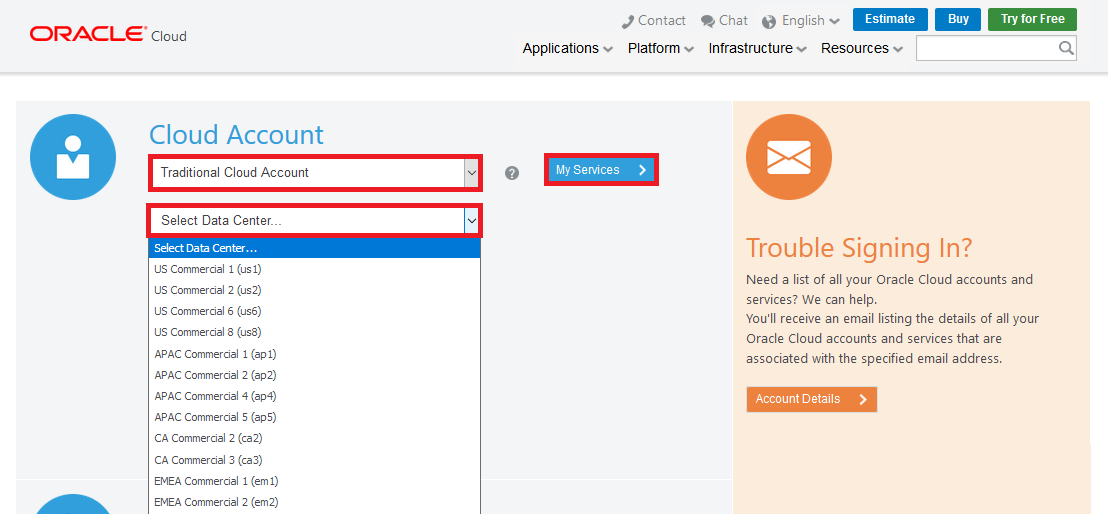 ORACLE® Cloud
Contact Chat English Estimate Buy Try for Free
Applications Platform Infrastructure Resources
Cloud Account
Traditional Cloud Account
?
My Services
Select Data Center...
Select Data Center...
US Commercial 1 (us1)
US Commercial 2 (us2)
US Commercial 6 (us6)
US Commercial 8 (us8)
APAC Commercial 1 (ap1)
APAC Commercial 2 (ap2)
APAC Commercial 4 (ap4)
APAC Commercial 5 (ap5)
CA Commercial 2 (ca2)
CA Commercial 3 (ca3)
EMEA Commercial 1 (em1)
EMEA Commercial 2 (em2)
Trouble Signing In?
Need a list of all your Oracle Cloud accounts and
services? We can help.
You'll receive an email listing the details of all your
Oracle Cloud accounts and services that are
associated with the specified email address.
Account Details